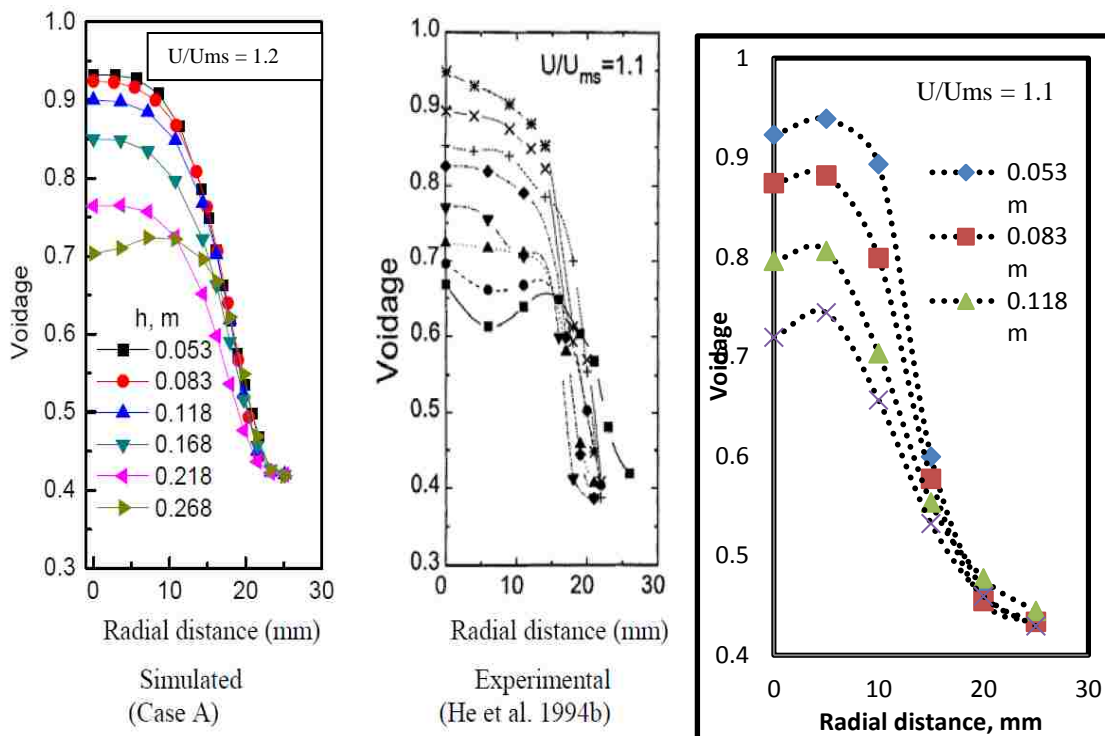 1.0
0.9
0.8
0.7
0.6
0.5
0.4
0.3
Voidage
U/Ums = 1.2
h, m
0.053
0.083
0.118
0.168
0.218
0.268
0
10
20
30
Radial distance (mm)
Simulated
(Case A)
1.0
0.9
0.8
0.7
0.6
0.5
0.4
0.3
Voidage
U/Ums=1.1
0
10
20
30
Radial distance (mm)
Experimental
(He et al. 1994b)
1
0.9
0.8
0.7
0.6
0.5
0.4
Voidage
U/Ums = 1.1
0.053
m
0.083
m
0.118
m
0
10
20
30
Radial distance, mm